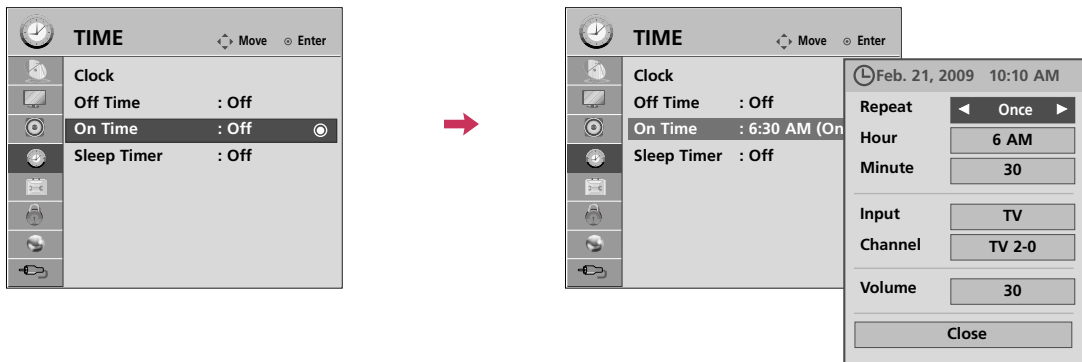 TIME Move Enter
Clock
Off Time : Off
On Time : Off
Sleep Timer : Off
TIME Move Enter
Clock
Off Time : Off
On Time : 6:30 AM (On
Sleep Timer : Off
Feb. 21, 2009 10:10 AM
Repeat ◀ Once ▶
Hour 6 AM
Minute 30
Input TV
Channel TV 2-0
Volume 30
Close